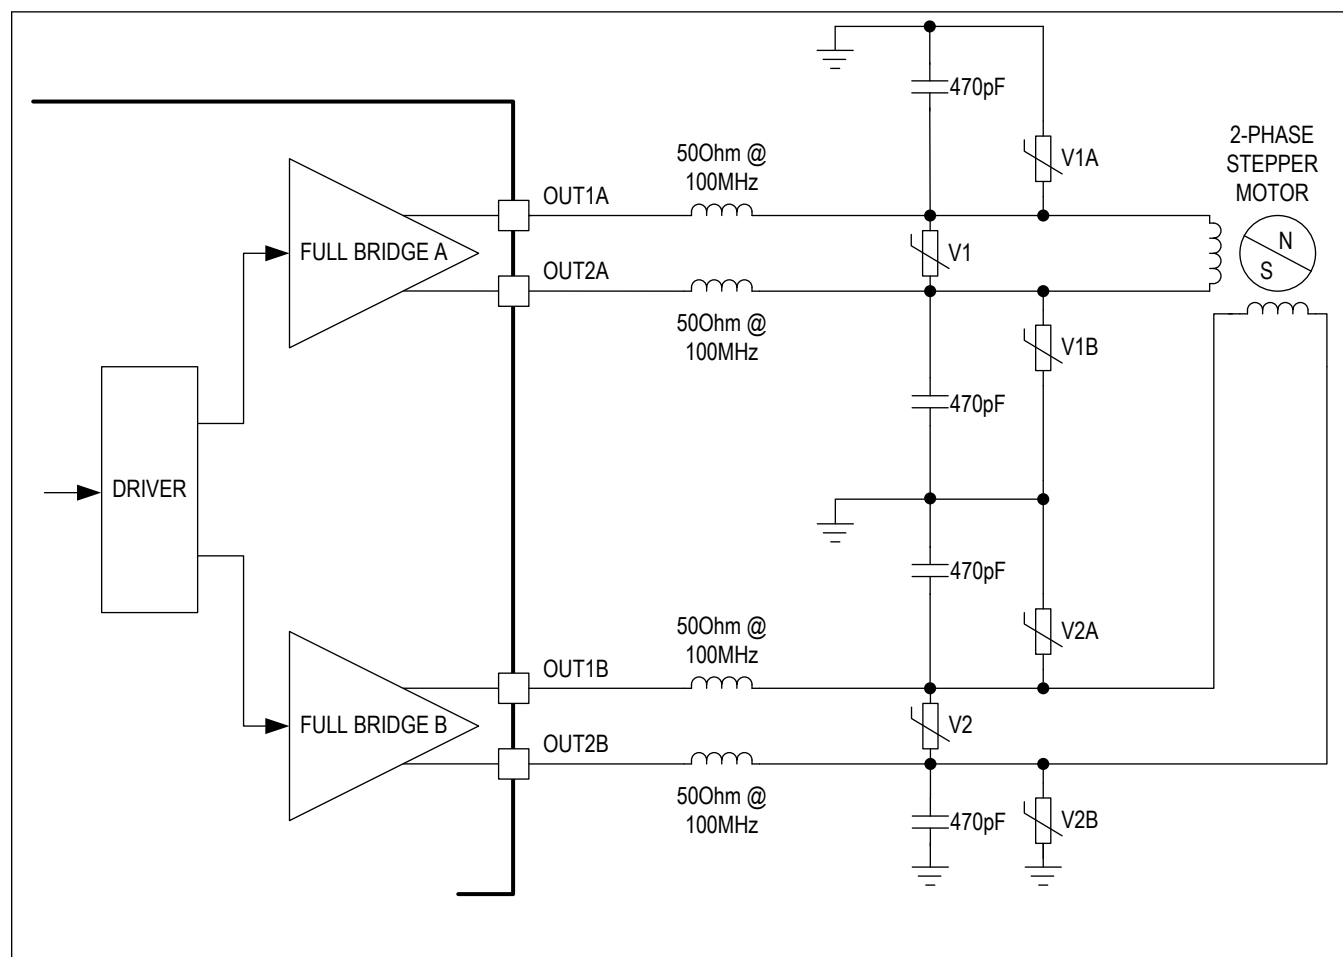 470pF
2-PHASE
STEPPER
MOTOR
50Ohm @
100MHz
V1A
OUT1A
N
S
FULL BRIDGE A
V1
OUT2A
50Ohm @
100MHz
V1B
470pF
DRIVER
470pF
50Ohm @
100MHz
V2A
OUT1B
FULL BRIDGE B
V2
OUT2B
50Ohm @
100MHz
470pF
V2B